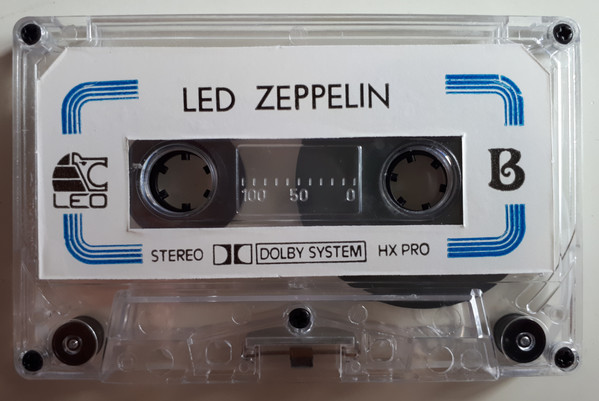 LED ZEPPELIN
LEO
B
100 50 0
STEREO DOLBY SYSTEM HX PRO